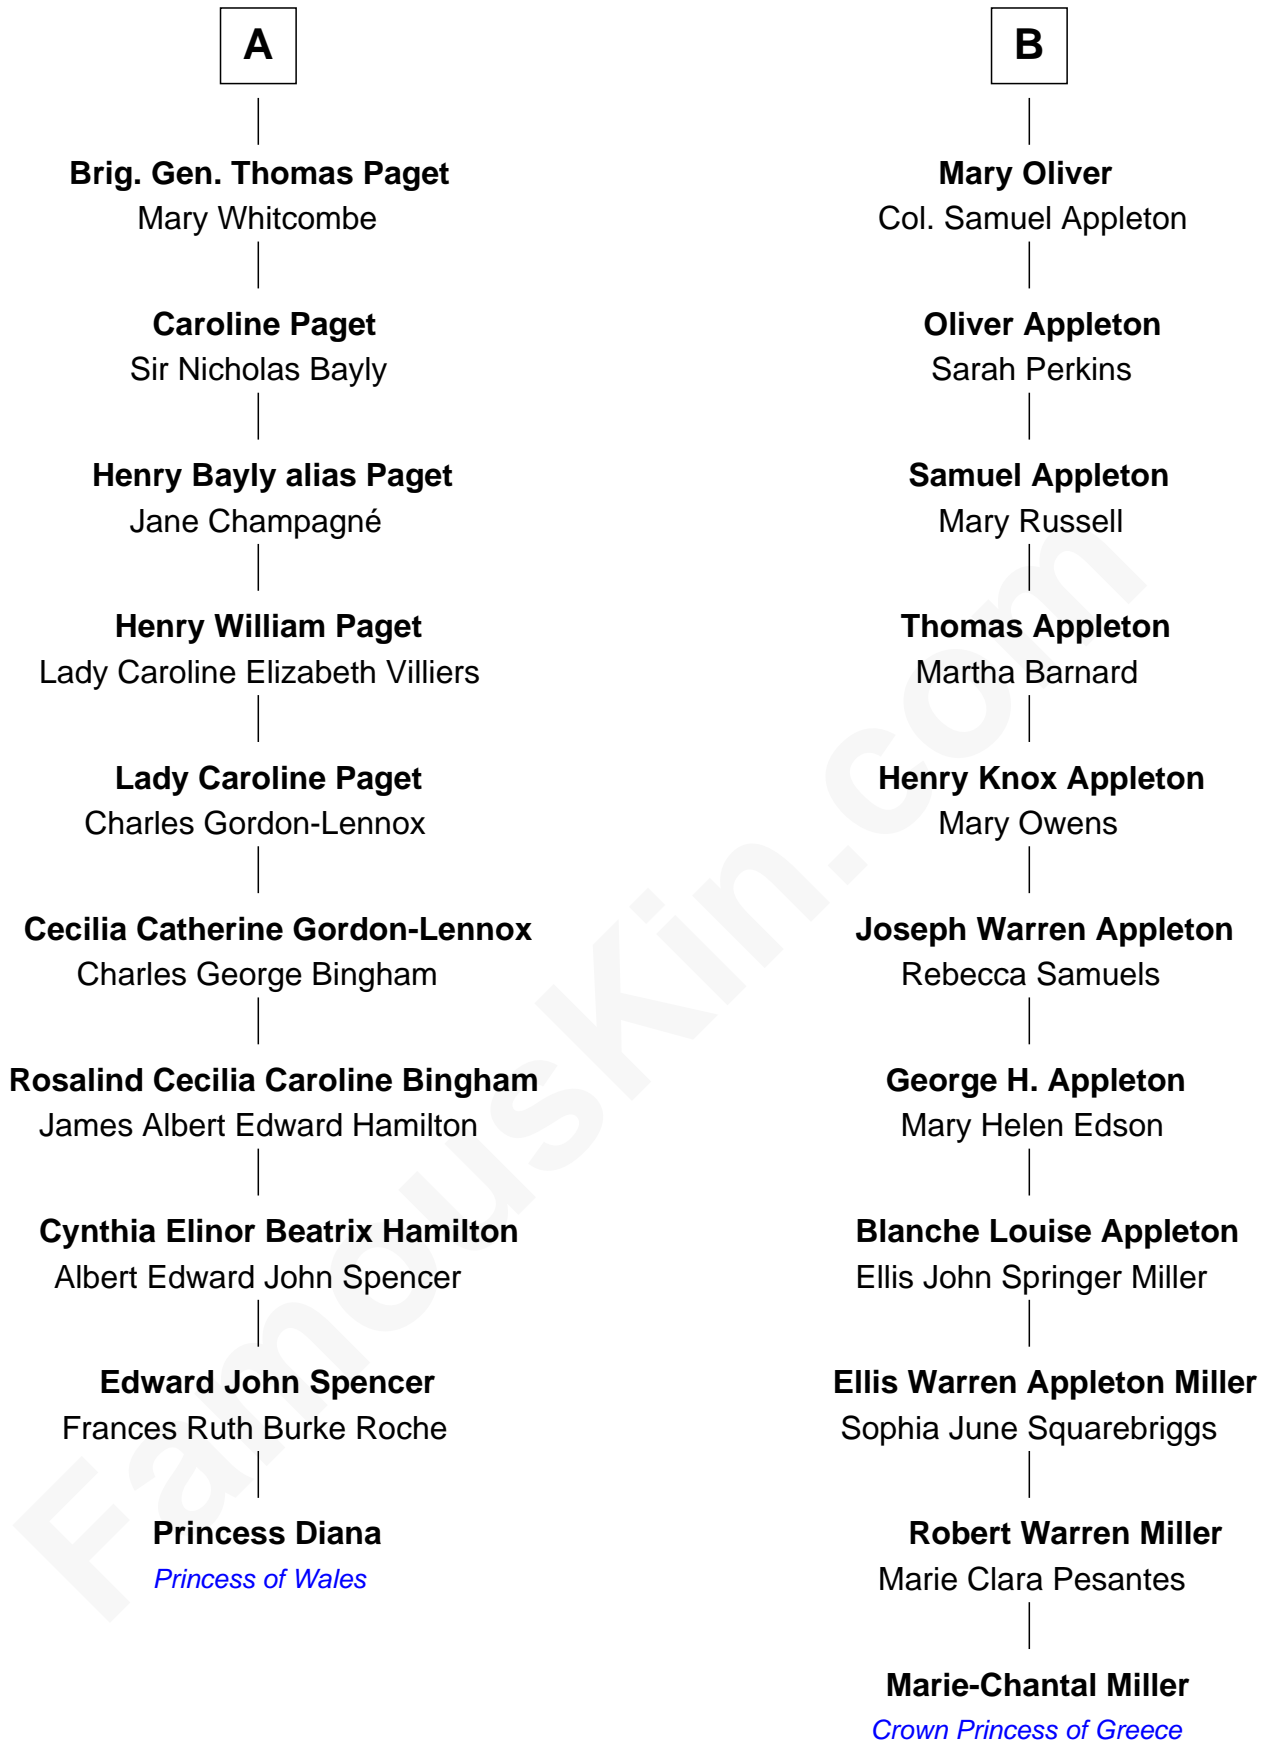 A
Brig. Gen. Thomas Paget
Mary Whitcombe
Caroline Paget
Sir Nicholas Bayly
Henry Bayly alias Paget
Jane Champagné
Henry William Paget
Lady Caroline Elizabeth Villiers
Lady Caroline Paget
Charles Gordon-Lennox
Cecilia Catherine Gordon-Lennox
Charles George Bingham
Rosalind Cecilia Caroline Bingham
James Albert Edward Hamilton
Cynthia Elinor Beatrix Hamilton
Albert Edward John Spencer
Edward John Spencer
Frances Ruth Burke Roche
Princess Diana
Princess of Wales
B
Mary Oliver
Col. Samuel Appleton
Oliver Appleton
Sarah Perkins
Samuel Appleton
Mary Russell
Thomas Appleton
Martha Barnard
Henry Knox Appleton
Mary Owens
Joseph Warren Appleton
Rebecca Samuels
George H. Appleton
Mary Helen Edson
Blanche Louise Appleton
Ellis John Springer Miller
Ellis Warren Appleton Miller
Sophia June Squarebriggs
Robert Warren Miller
Marie Clara Pesantes
Marie-Chantal Miller
Crown Princess of Greece
FamousKin.com